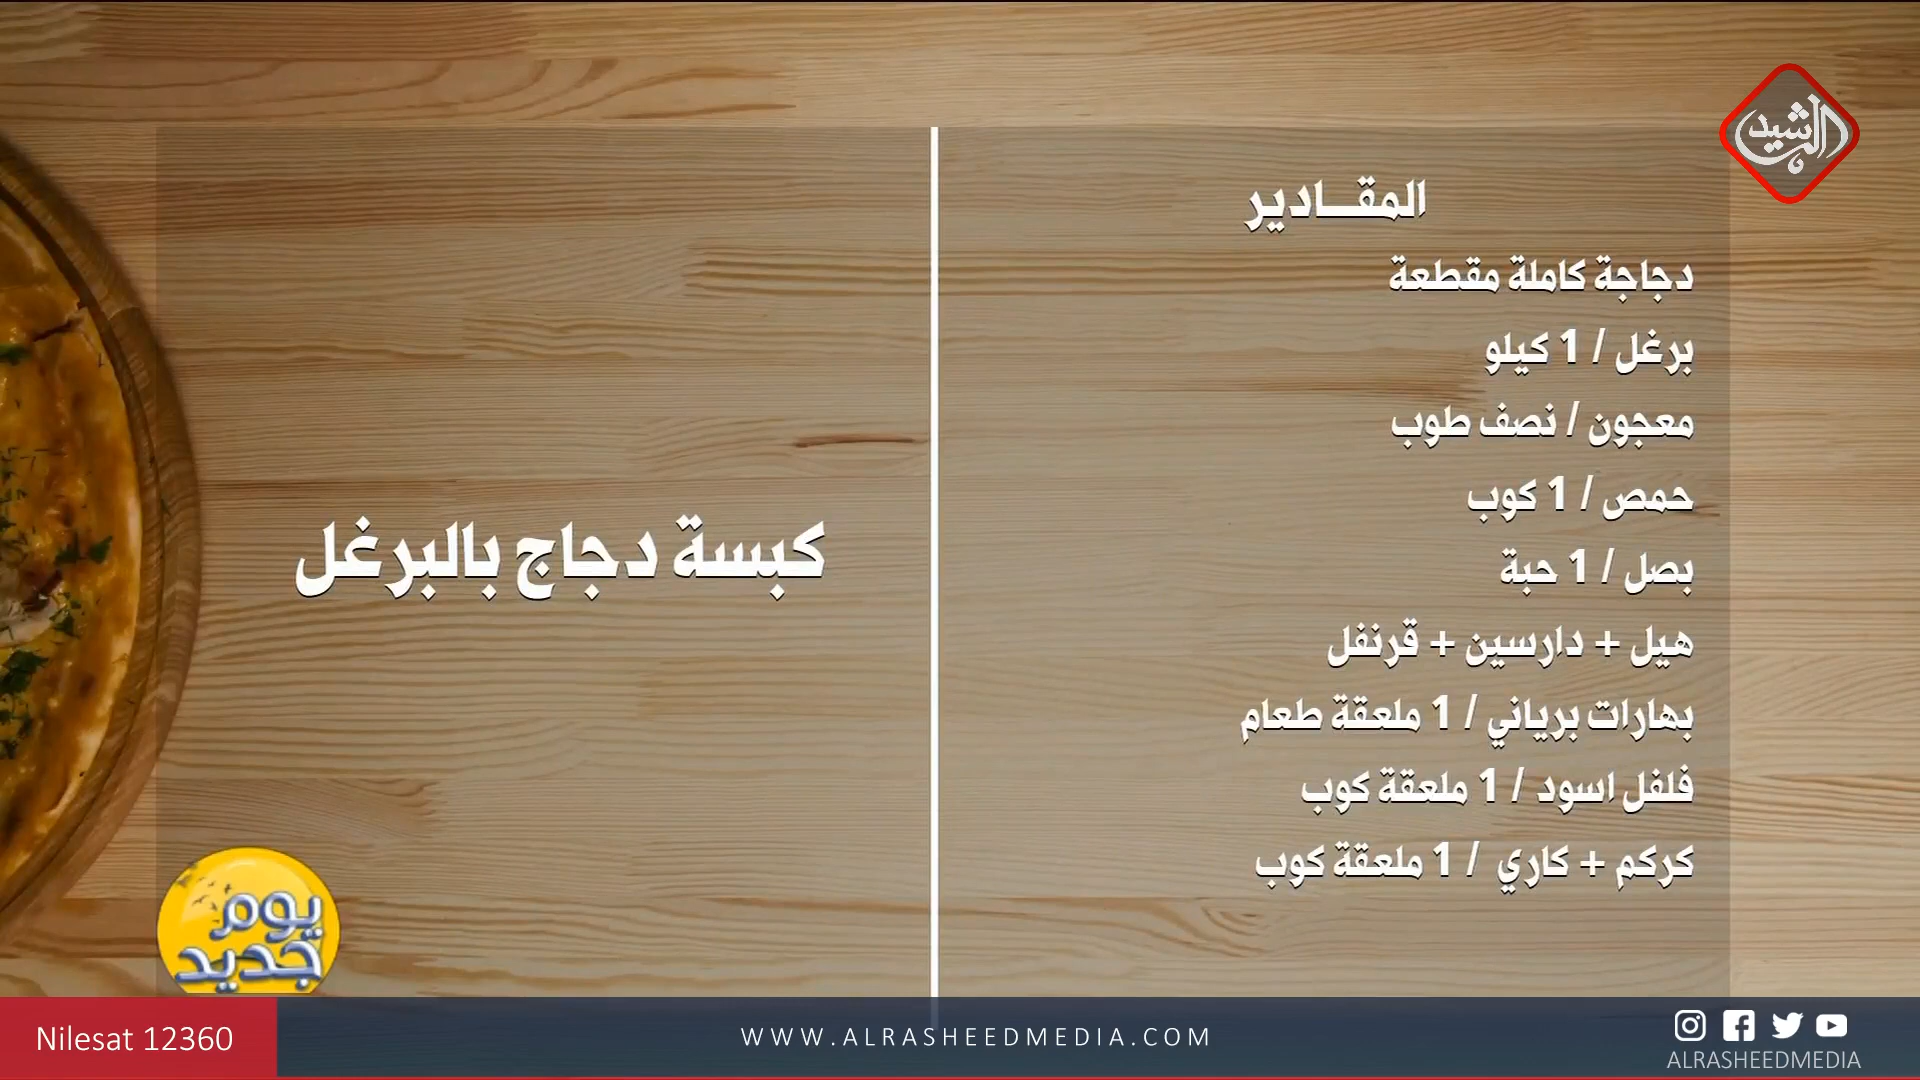 الرشيد
المقـــادير
دجاجة كاملة مقطعة
برغل / 1 كيلو
معجون / نصف طوب
حمص / 1 كوب
بصل / 1 حبة
هيل + دارسين + قرنفل
بهارات برياني / 1 ملعقة طعام
فلفل اسود / 1 ملعقة كوب
كركم + كاري / 1 ملعقة كوب
كبسة دجاج بالبرغل
يوم
جديد
Nilesat 12360
WWW.ALRASHEEDMEDIA.COM
ALRASHEEDMEDIA